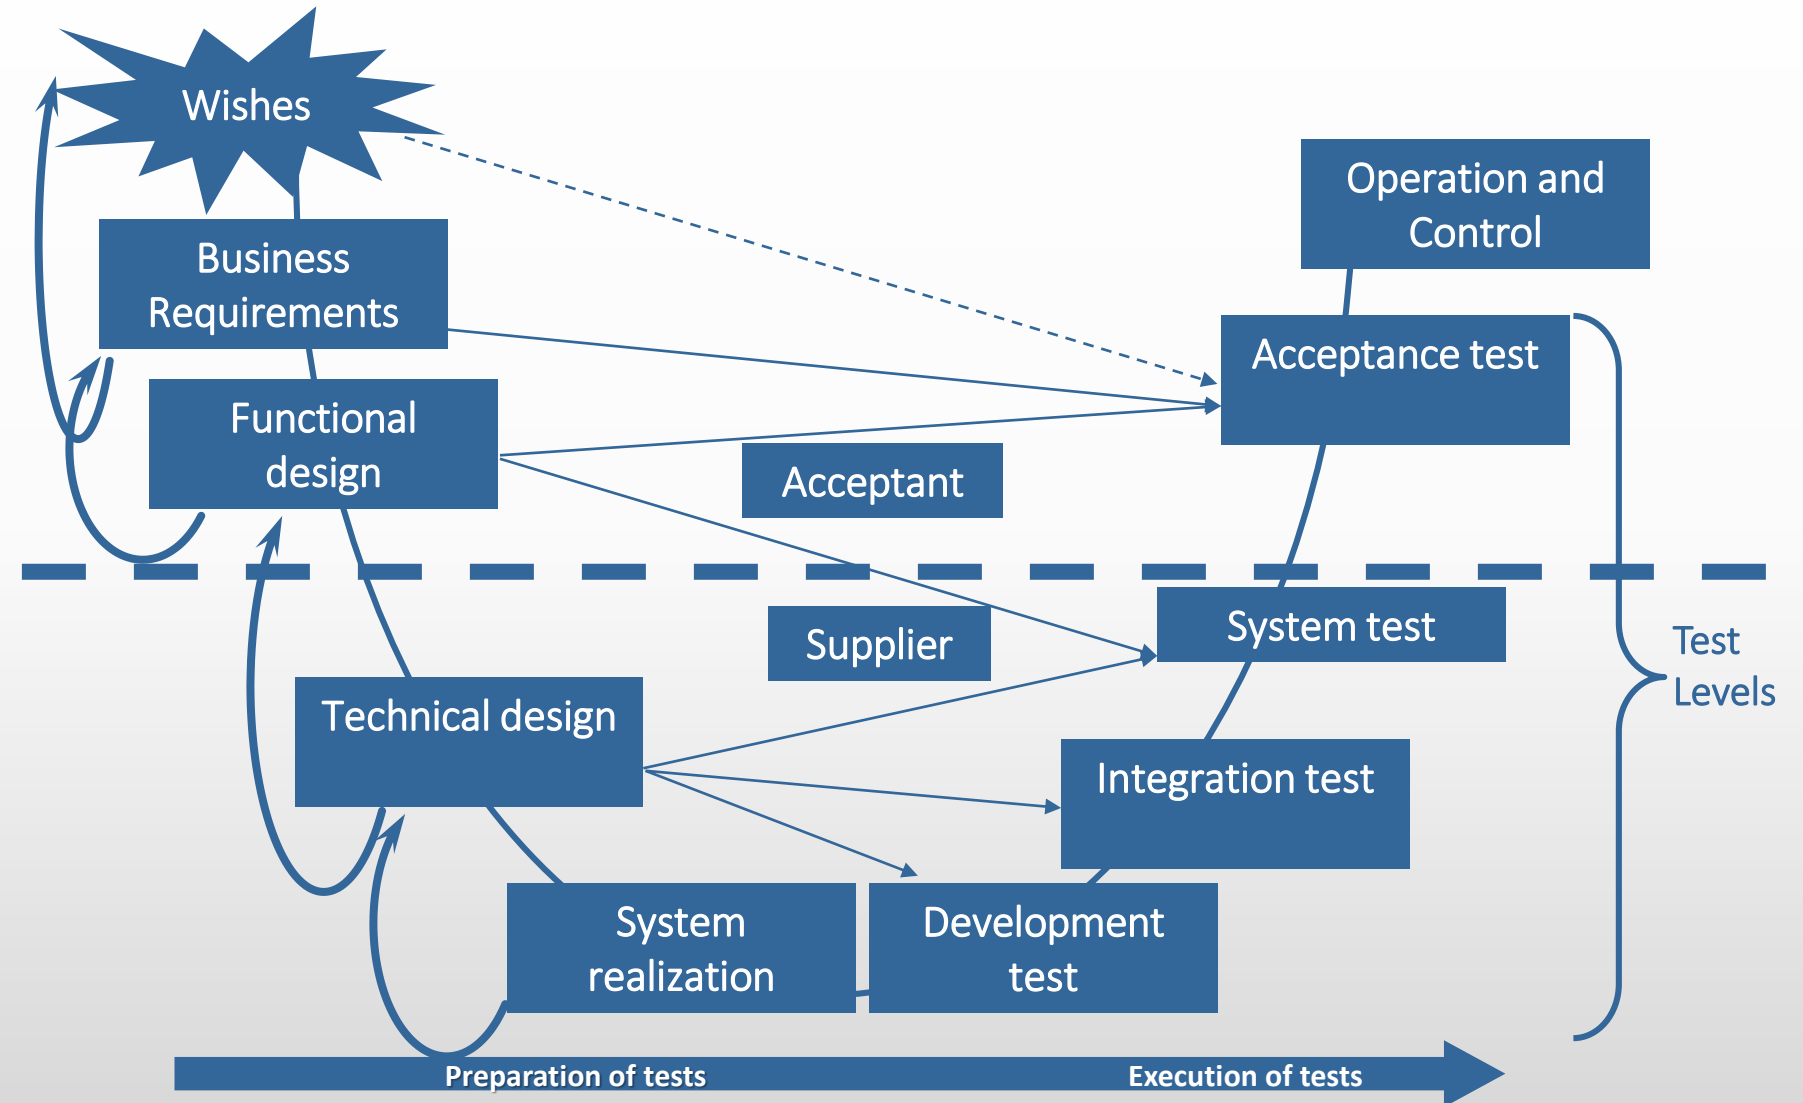 Wishes
Operation and
Control
Business
Requirements
Acceptance test
Functional
design
Acceptant
Supplier
System test
Test
Levels
Technical design
Integration test
System
realization
Development
test
Preparation of tests
Execution of tests